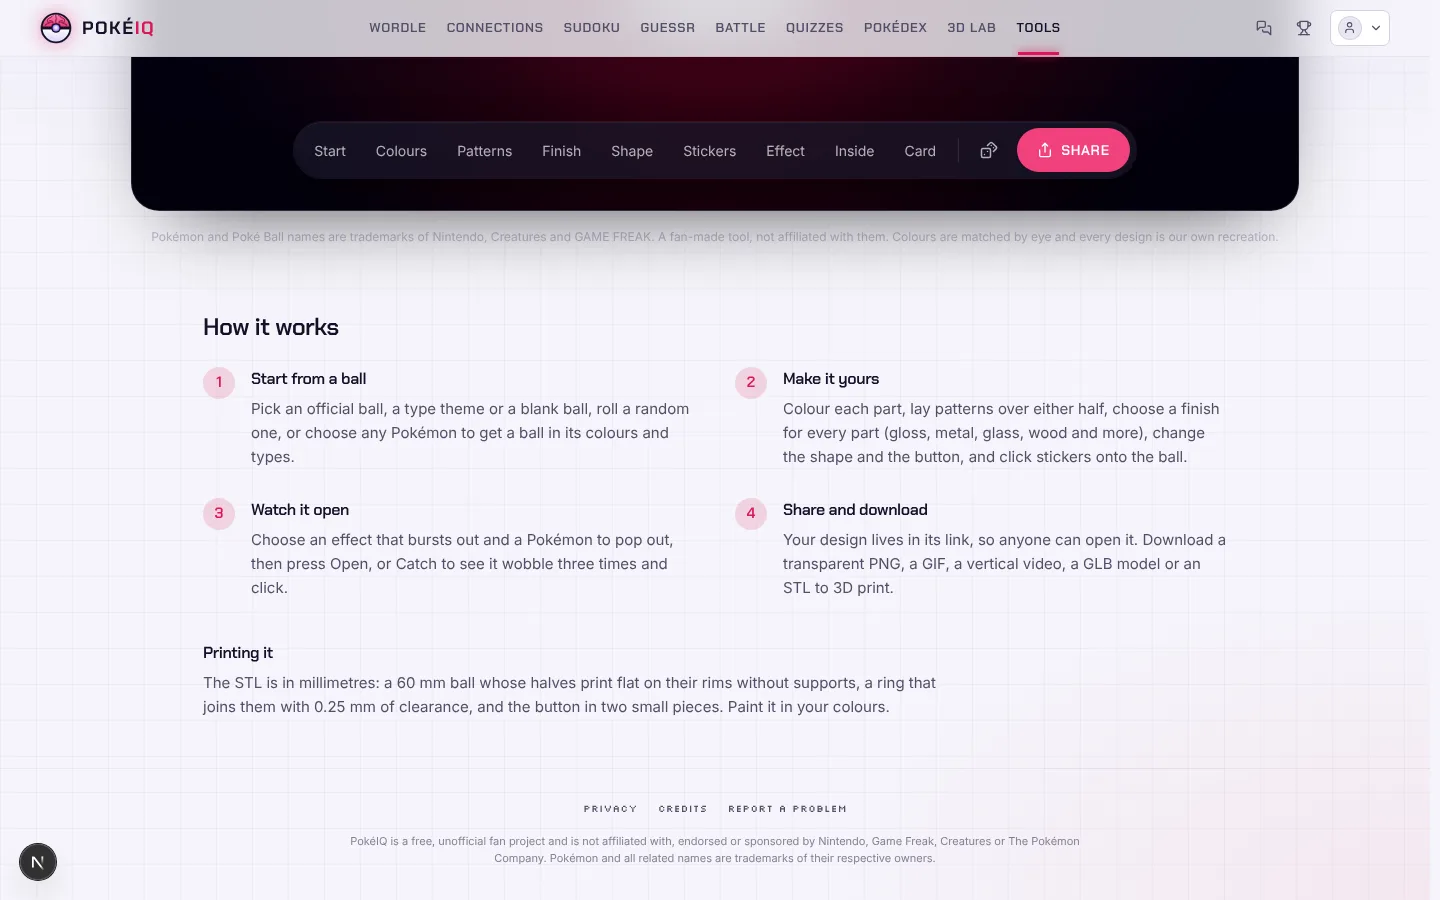 POKÉIQ
WORDLE CONNECTIONS SUDOKU GUESSR BATTLE QUIZZES POKÉDEX 3D LAB TOOLS
Start Colours Patterns Finish Shape Stickers Effect Inside Card SHARE
Pokémon and Poké Ball names are trademarks of Nintendo, Creatures and GAME FREAK. A fan-made tool, not affiliated with them. Colours are matched by eye and every design is our own recreation.
How it works
1 Start from a ball
Pick an official ball, a type theme or a blank ball, roll a random
one, or choose any Pokémon to get a ball in its colours and
types.
2 Make it yours
Colour each part, lay patterns over either half, choose a finish
for every part (gloss, metal, glass, wood and more), change
the shape and the button, and click stickers onto the ball.
3 Watch it open
Choose an effect that bursts out and a Pokémon to pop out,
then press Open, or Catch to see it wobble three times and
click.
4 Share and download
Your design lives in its link, so anyone can open it. Download a
transparent PNG, a GIF, a vertical video, a GLB model or an
STL to 3D print.
Printing it
The STL is in millimetres: a 60 mm ball whose halves print flat on their rims without supports, a ring that
joins them with 0.25 mm of clearance, and the button in two small pieces. Paint it in your colours.
PRIVACY CREDITS REPORT A PROBLEM
PokéIQ is a free, unofficial fan project and is not affiliated with, endorsed or sponsored by Nintendo, Game Freak, Creatures or The Pokémon
Company. Pokémon and all related names are trademarks of their respective owners.
N